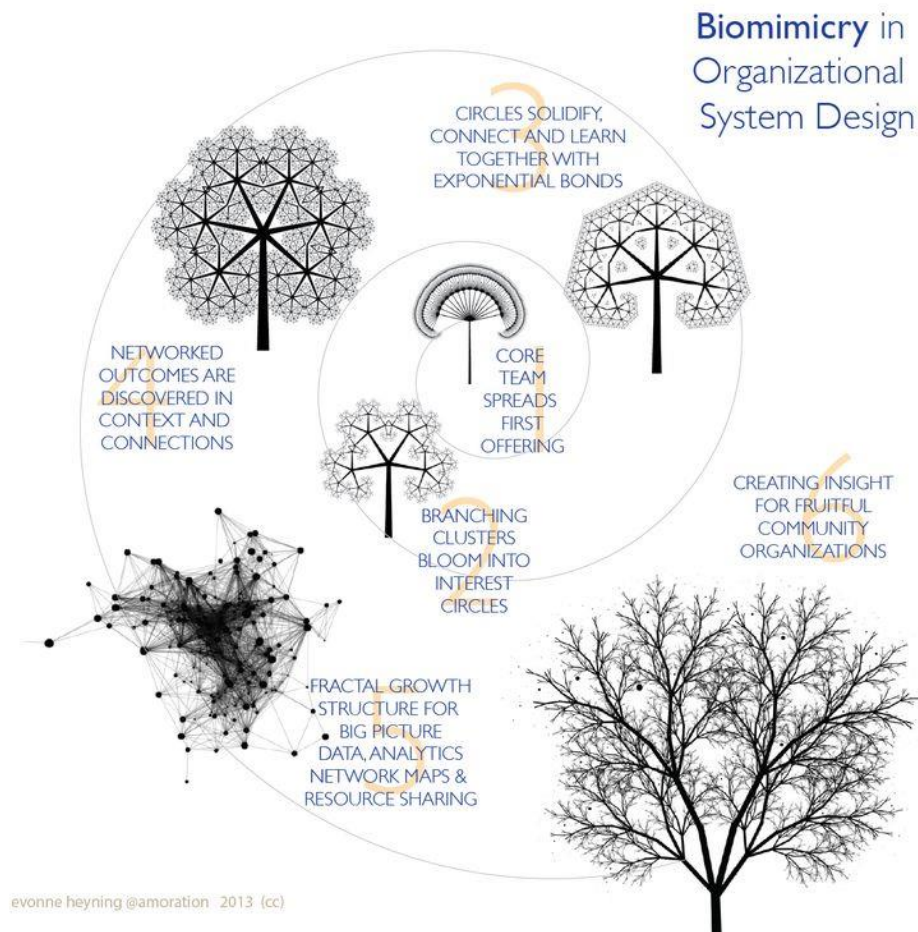 Biomimicry in
Organizational
System Design
1
CORE
TEAM
SPREADS
FIRST
OFFERING
2
BRANCHING
CLUSTERS
BLOOM INTO
INTEREST
CIRCLES
3
CIRCLES SOLIDIFY,
CONNECT AND LEARN
TOGETHER WITH
EXPONENTIAL BONDS
4
NETWORKED
OUTCOMES ARE
DISCOVERED IN
CONTEXT AND
CONNECTIONS
5
FRACTAL GROWTH
STRUCTURE FOR
BIG PICTURE
DATA, ANALYTICS
NETWORK MAPS &
RESOURCE SHARING
6
CREATING INSIGHT
FOR FRUITFUL
COMMUNITY
ORGANIZATIONS
evonne heyning @amoration 2013 (cc)